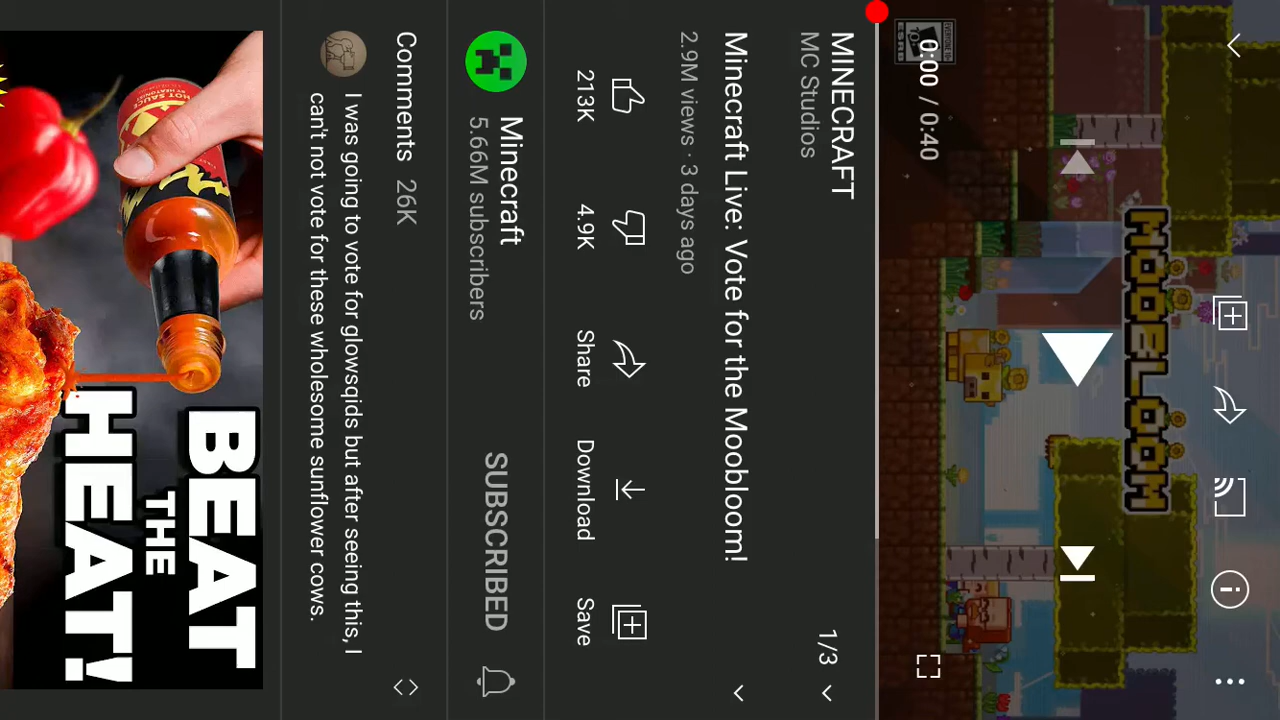 MOOBLOOM
0:00 / 0:40
MINECRAFT
MC Studios
1/3
Minecraft Live: Vote for the Moobloom!
2.9M views · 3 days ago
213K
4.9K
Share
Download
Save
Minecraft
5.66M subscribers
SUBSCRIBED
Comments 26K
I was going to vote for glowsqids but after seeing this, I
can't not vote for these wholesome sunflower cows.
BEAT
THE
HEAT!
HOT SAUCE